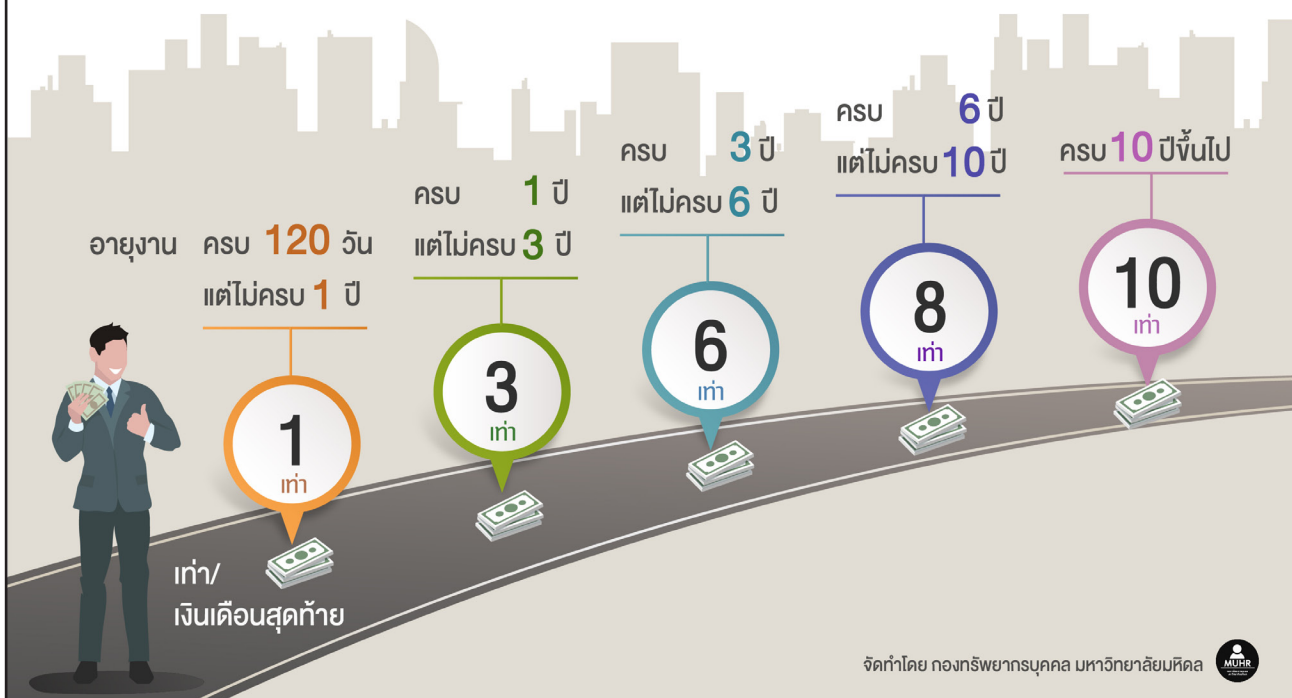 อายุงาน ครบ 120 วัน
แต่ไม่ครบ 1 ปี
1
เท่า
ครบ 1 ปี
แต่ไม่ครบ 3 ปี
3
เท่า
ครบ 3 ปี
แต่ไม่ครบ 6 ปี
6
เท่า
ครบ 6 ปี
แต่ไม่ครบ 10 ปี
8
เท่า
ครบ 10 ปีขึ้นไป
10
เท่า
เท่า/
เงินเดือนสุดท้าย
จัดทำโดย กองทรัพยากรบุคคล มหาวิทยาลัยมหิดล
MUHR